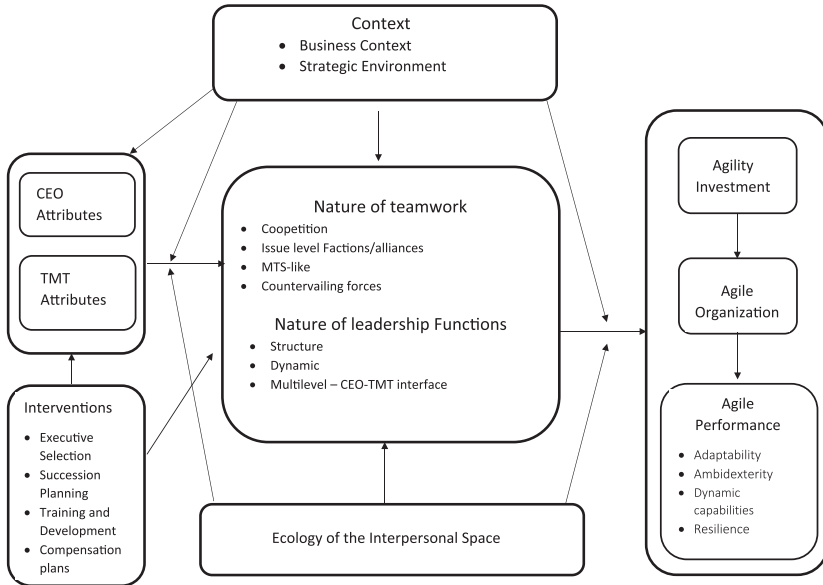 Context
● Business Context
● Strategic Environment
CEO
Attributes
TMT
Attributes
Interventions
● Executive
Selection
● Succession
Planning
● Training and
Development
● Compensation
plans
Nature of teamwork
● Coopetition
● Issue level Factions/alliances
● MTS-like
● Countervailing forces
Nature of leadership Functions
● Structure
● Dynamic
● Multilevel – CEO-TMT interface
Ecology of the Interpersonal Space
Agility
Investment
Agile
Organization
Agile
Performance
● Adaptability
● Ambidexterity
● Dynamic
capabilities
● Resilience